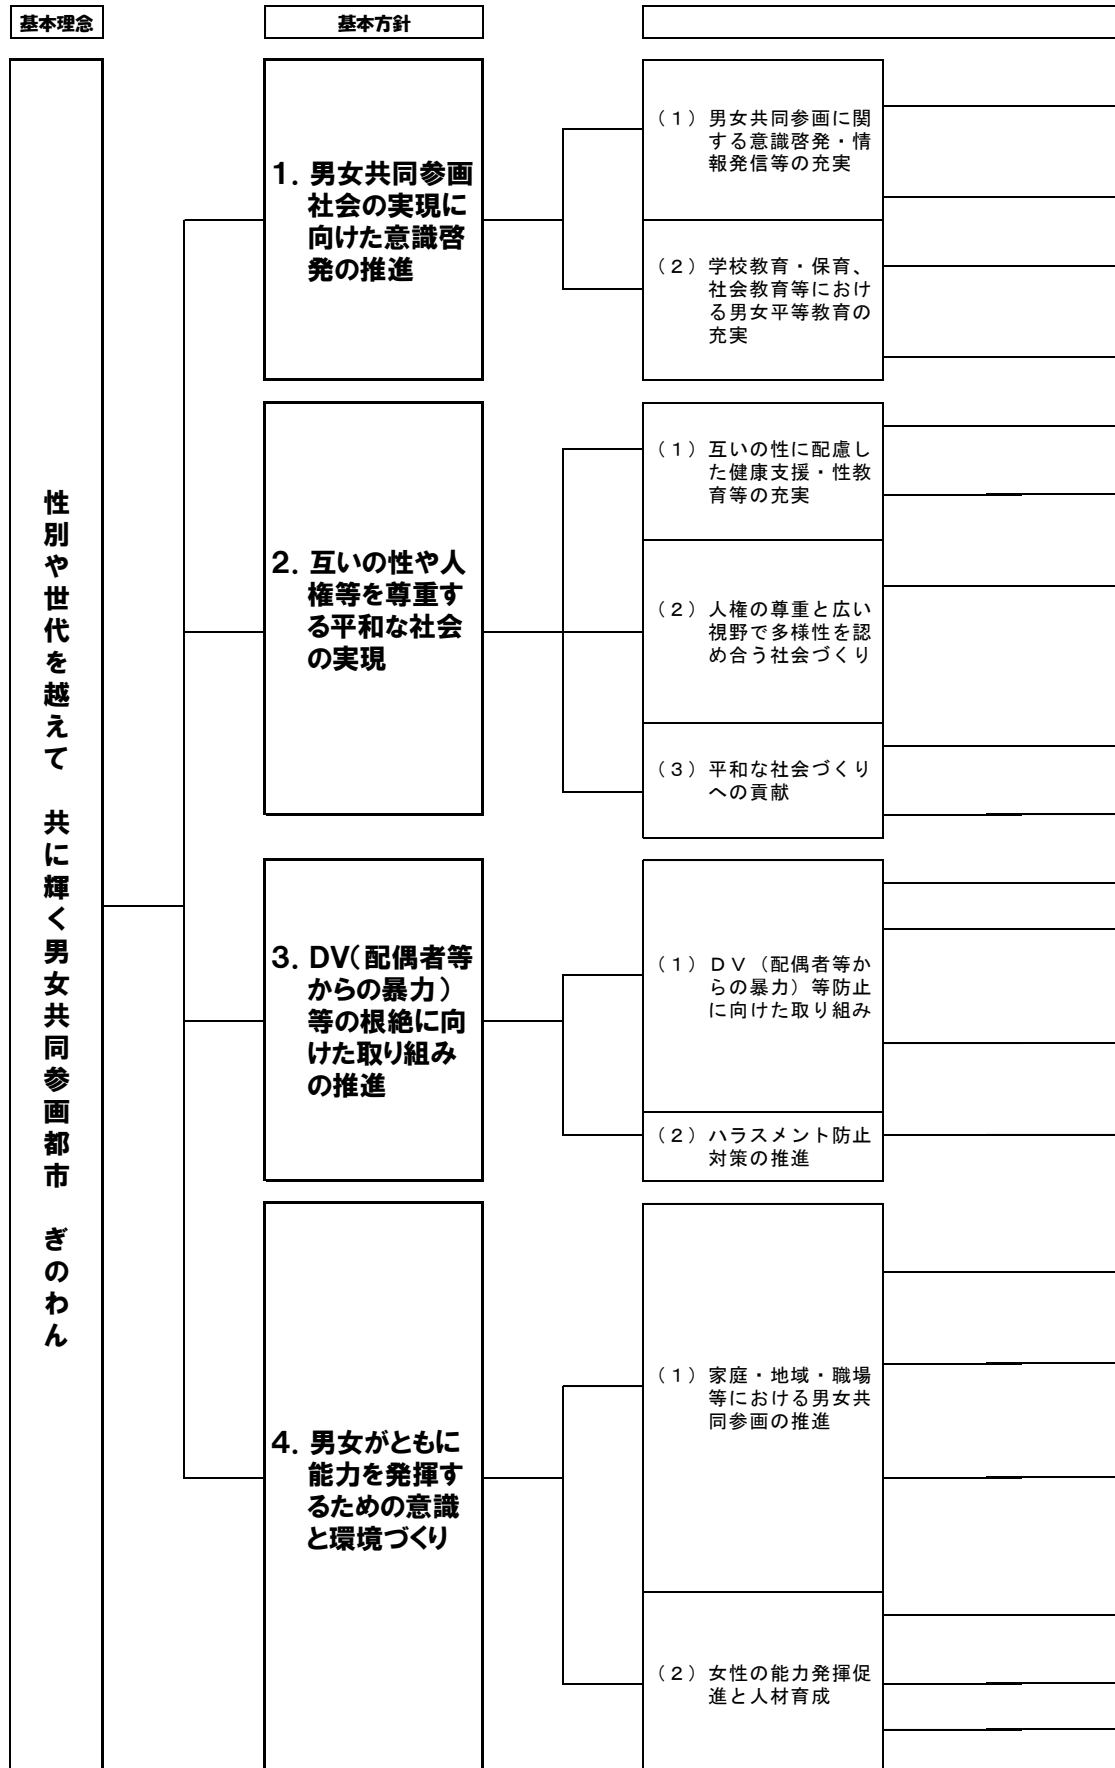 基本理念
基本方針
性別や世代を越えて　共に輝く男女共同参画都市　ぎのわん
1. 男女共同参画
社会の実現に
向けた意識啓
発の推進
（１）男女共同参画に関
する意識啓発・情
報発信等の充実
（２）学校教育・保育、
社会教育等におけ
る男女平等教育の
充実
2. 互いの性や人
権等を尊重す
る平和な社会
の実現
（１）互いの性に配慮し
た健康支援・性教
育等の充実
（２）人権の尊重と広い
視野で多様性を認
め合う社会づくり
（３）平和な社会づくり
への貢献
3. DV(配偶者等
からの暴力）
等の根絶に向
けた取り組み
の推進
（１）ＤＶ（配偶者等か
らの暴力）等防止
に向けた取り組み
（２）ハラスメント防止
対策の推進
4. 男女がともに
能力を発揮す
るための意識
と環境づくり
（１）家庭・地域・職場
等における男女共
同参画の推進
（２）女性の能力発揮促
進と人材育成